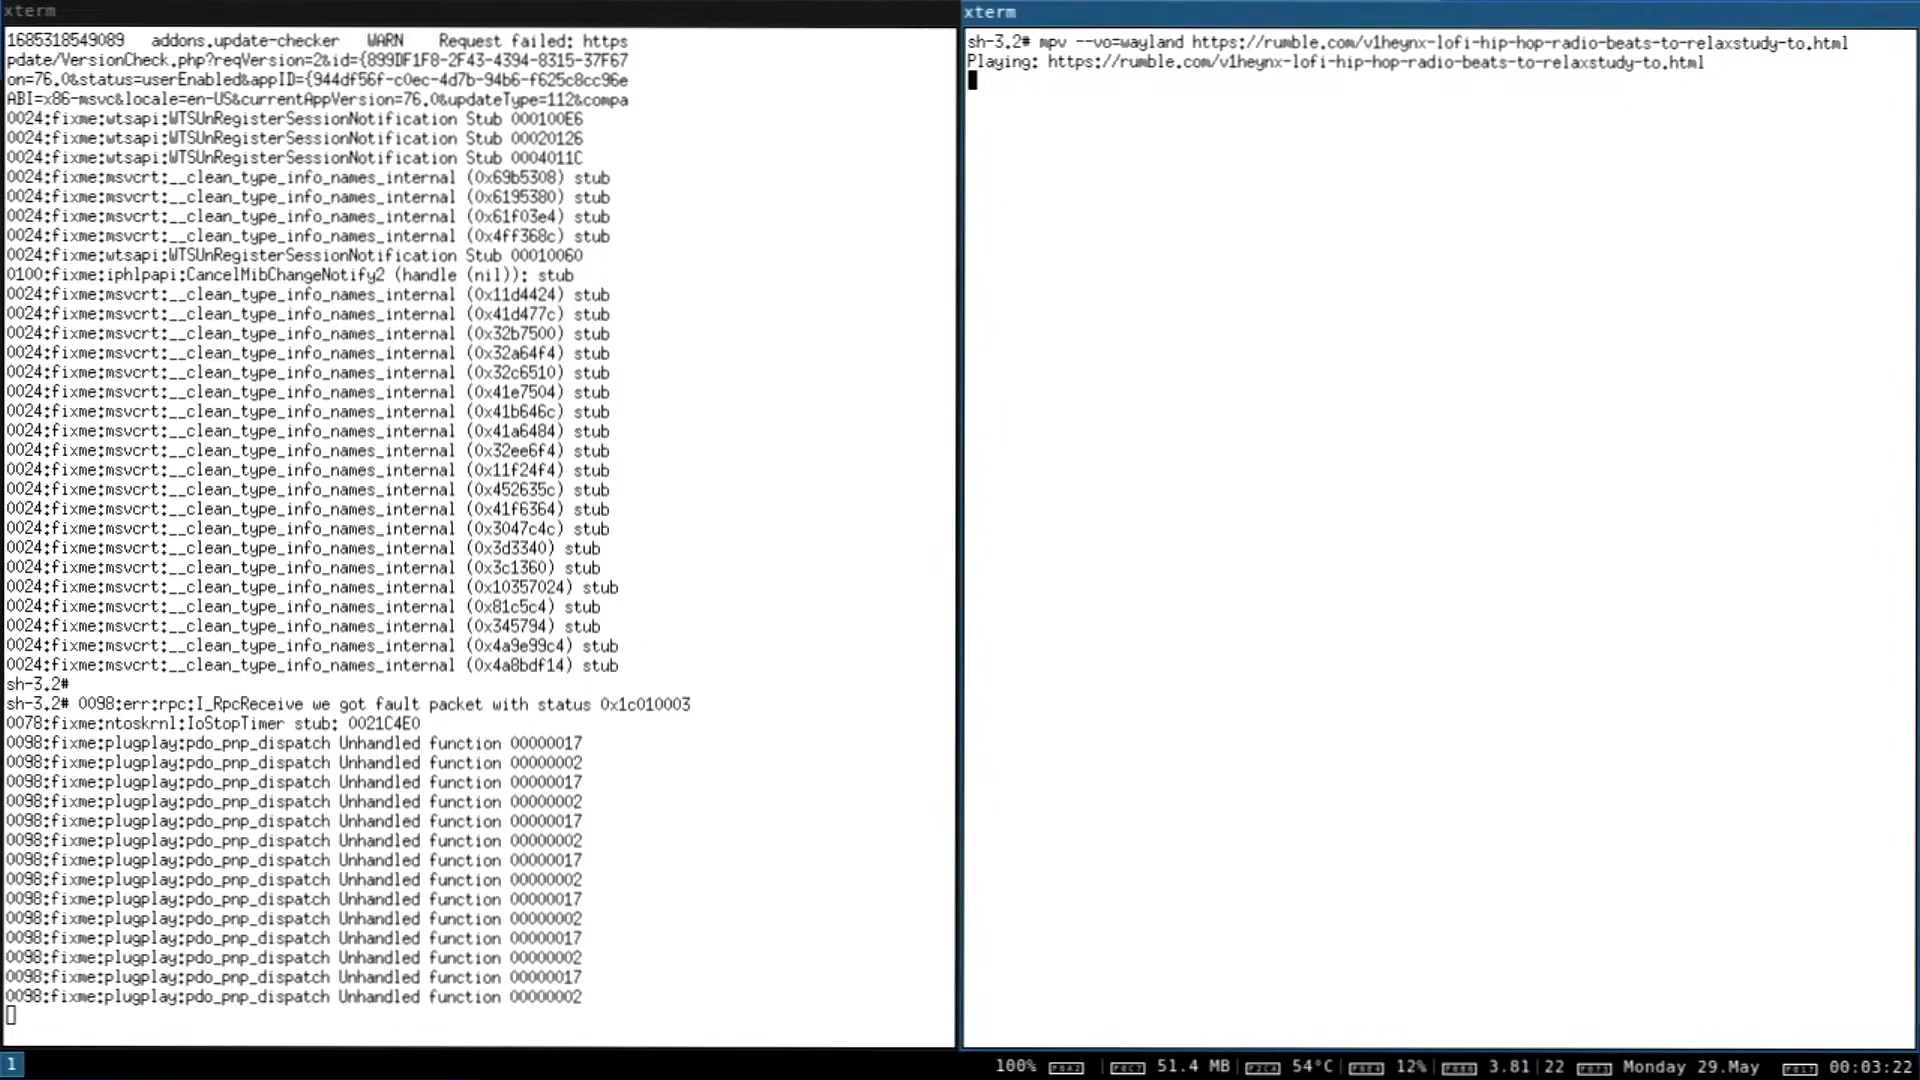 xterm
1685318549089   addons.update-checker   WARN    Request failed: https
pdate/VersionCheck.php?reqVersion=2&id={899DF1F8-2F43-4394-8315-37F67
on=76.0&status=userEnabled&appID={944df56f-c0ec-4d7b-94b6-f625c8cc96e
ABI=x86-msvc&locale=en-US&currentAppVersion=76.0&updateType=112&compa
0024:fixme:wtsapi:WTSUnRegisterSessionNotification Stub 000100E6
0024:fixme:wtsapi:WTSUnRegisterSessionNotification Stub 00020126
0024:fixme:wtsapi:WTSUnRegisterSessionNotification Stub 0004011C
0024:fixme:msvcrt:__clean_type_info_names_internal (0x69b5308) stub
0024:fixme:msvcrt:__clean_type_info_names_internal (0x6195380) stub
0024:fixme:msvcrt:__clean_type_info_names_internal (0x61f03e4) stub
0024:fixme:msvcrt:__clean_type_info_names_internal (0x4ff368c) stub
0024:fixme:wtsapi:WTSUnRegisterSessionNotification Stub 00010060
0100:fixme:iphlpapi:CancelMibChangeNotify2 (handle (nil)): stub
0024:fixme:msvcrt:__clean_type_info_names_internal (0x11d4424) stub
0024:fixme:msvcrt:__clean_type_info_names_internal (0x41d477c) stub
0024:fixme:msvcrt:__clean_type_info_names_internal (0x32b7500) stub
0024:fixme:msvcrt:__clean_type_info_names_internal (0x32a64f4) stub
0024:fixme:msvcrt:__clean_type_info_names_internal (0x32c6510) stub
0024:fixme:msvcrt:__clean_type_info_names_internal (0x41e7504) stub
0024:fixme:msvcrt:__clean_type_info_names_internal (0x41b646c) stub
0024:fixme:msvcrt:__clean_type_info_names_internal (0x41a6484) stub
0024:fixme:msvcrt:__clean_type_info_names_internal (0x32ee6f4) stub
0024:fixme:msvcrt:__clean_type_info_names_internal (0x11f24f4) stub
0024:fixme:msvcrt:__clean_type_info_names_internal (0x452635c) stub
0024:fixme:msvcrt:__clean_type_info_names_internal (0x41f6364) stub
0024:fixme:msvcrt:__clean_type_info_names_internal (0x3047c4c) stub
0024:fixme:msvcrt:__clean_type_info_names_internal (0x3d3340) stub
0024:fixme:msvcrt:__clean_type_info_names_internal (0x3c1360) stub
0024:fixme:msvcrt:__clean_type_info_names_internal (0x10357024) stub
0024:fixme:msvcrt:__clean_type_info_names_internal (0x81c5c4) stub
0024:fixme:msvcrt:__clean_type_info_names_internal (0x345794) stub
0024:fixme:msvcrt:__clean_type_info_names_internal (0x4a9e99c4) stub
0024:fixme:msvcrt:__clean_type_info_names_internal (0x4a8bdf14) stub
sh-3.2#
sh-3.2# 0098:err:rpc:I_RpcReceive we got fault packet with status 0x1c010003
0078:fixme:ntoskrnl:IoStopTimer stub: 0021C4E0
0098:fixme:plugplay:pdo_pnp_dispatch Unhandled function 00000017
0098:fixme:plugplay:pdo_pnp_dispatch Unhandled function 00000002
0098:fixme:plugplay:pdo_pnp_dispatch Unhandled function 00000017
0098:fixme:plugplay:pdo_pnp_dispatch Unhandled function 00000002
0098:fixme:plugplay:pdo_pnp_dispatch Unhandled function 00000017
0098:fixme:plugplay:pdo_pnp_dispatch Unhandled function 00000002
0098:fixme:plugplay:pdo_pnp_dispatch Unhandled function 00000017
0098:fixme:plugplay:pdo_pnp_dispatch Unhandled function 00000002
0098:fixme:plugplay:pdo_pnp_dispatch Unhandled function 00000017
0098:fixme:plugplay:pdo_pnp_dispatch Unhandled function 00000002
0098:fixme:plugplay:pdo_pnp_dispatch Unhandled function 00000017
0098:fixme:plugplay:pdo_pnp_dispatch Unhandled function 00000002
0098:fixme:plugplay:pdo_pnp_dispatch Unhandled function 00000017
0098:fixme:plugplay:pdo_pnp_dispatch Unhandled function 00000002
xterm
sh-3.2# mpv --vo=wayland https://rumble.com/v1heynx-lofi-hip-hop-radio-beats-to-relaxstudy-to.html
Playing: https://rumble.com/v1heynx-lofi-hip-hop-radio-beats-to-relaxstudy-to.html
1
100% | 51.4 MB | 54°C | 12% | 3.81 | 22 Monday 29.May 00:03:22